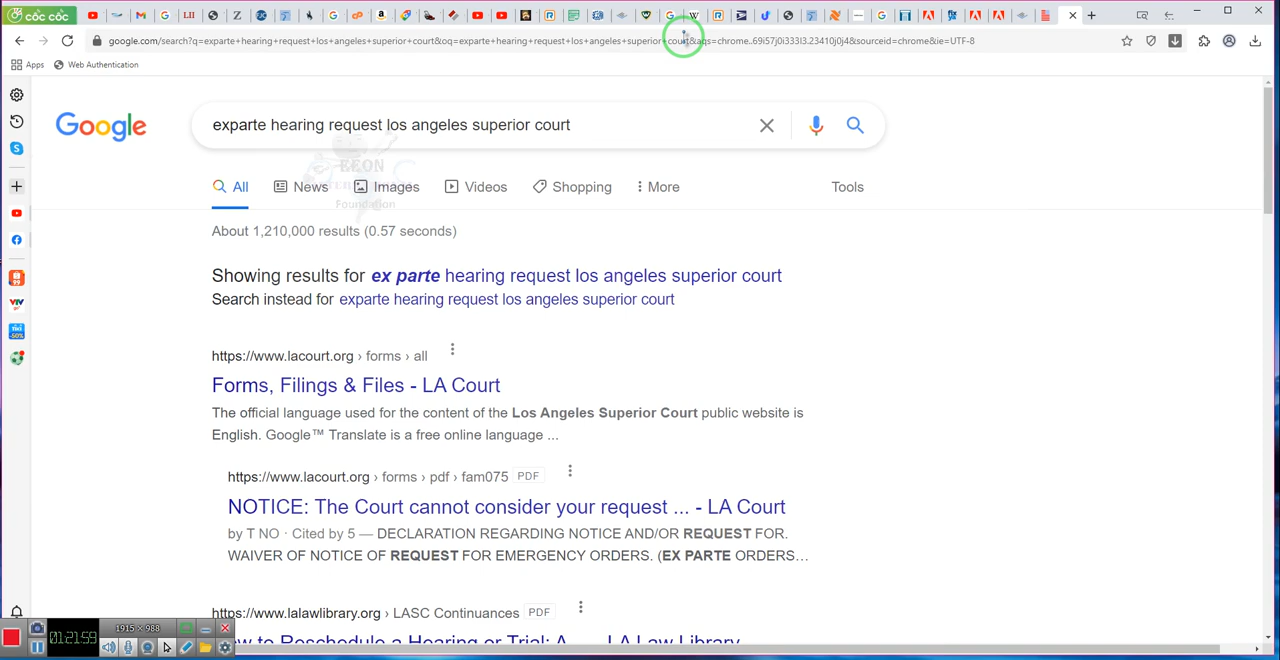 cốc cốc
google.com/search?q=exparte+hearing+request+los+angeles+superior+court&oq=exparte+hearing+request+los+angeles+superior+court&aqs=chrome..69i57j0i333l3.23410j0j4&sourceid=chrome&ie=UTF-8
Apps Web Authentication
Google
exparte hearing request los angeles superior court
EEON
Foundation
All News Images Videos Shopping More Tools
About 1,210,000 results (0.57 seconds)
Showing results for ex parte hearing request los angeles superior court
Search instead for exparte hearing request los angeles superior court
https://www.lacourt.org › forms › all
Forms, Filings & Files - LA Court
The official language used for the content of the Los Angeles Superior Court public website is
English. Google™ Translate is a free online language ...
https://www.lacourt.org › forms › pdf › fam075 PDF
NOTICE: The Court cannot consider your request ... - LA Court
by T NO · Cited by 5 — DECLARATION REGARDING NOTICE AND/OR REQUEST FOR.
WAIVER OF NOTICE OF REQUEST FOR EMERGENCY ORDERS. (EX PARTE ORDERS...
https://www.lalawlibrary.org › LASC Continuances PDF
to Reschedule a Hearing or Trial: A ... - LA Law Library
1915 x 988
01:21:59